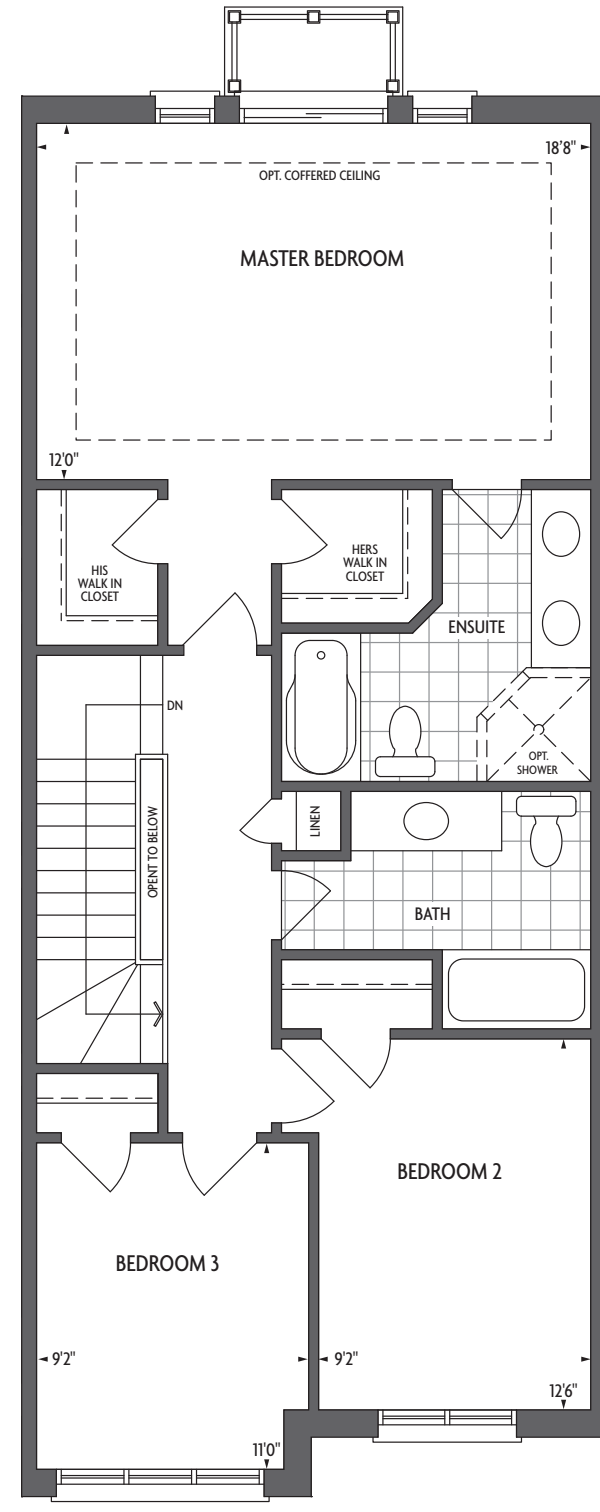 18'8"
OPT. COFFERED CEILING
MASTER BEDROOM
12'0"
HIS
WALK IN
CLOSET
HERS
WALK IN
CLOSET
ENSUITE
DN
OPT.
SHOWER
OPENT TO BELOW
LINEN
BATH
BEDROOM 2
BEDROOM 3
9'2"
9'2"
12'6"
11'0"